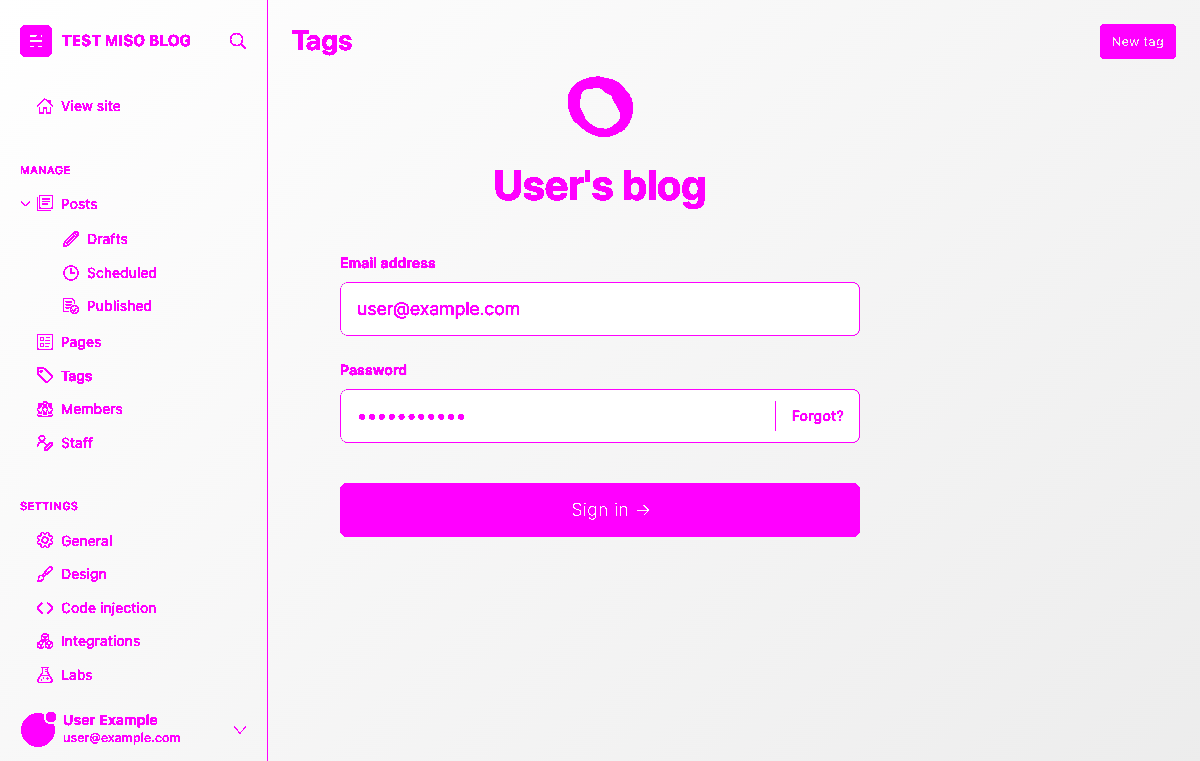 TEST MISO BLOG
View site
MANAGE
Posts
Drafts
Scheduled
Published
Pages
Tags
Members
Staff
SETTINGS
General
Design
Code injection
Integrations
Labs
User Example
user@example.com
Tags
New tag
User's blog
Email address
user@example.com
Password
Forgot?
Sign in →